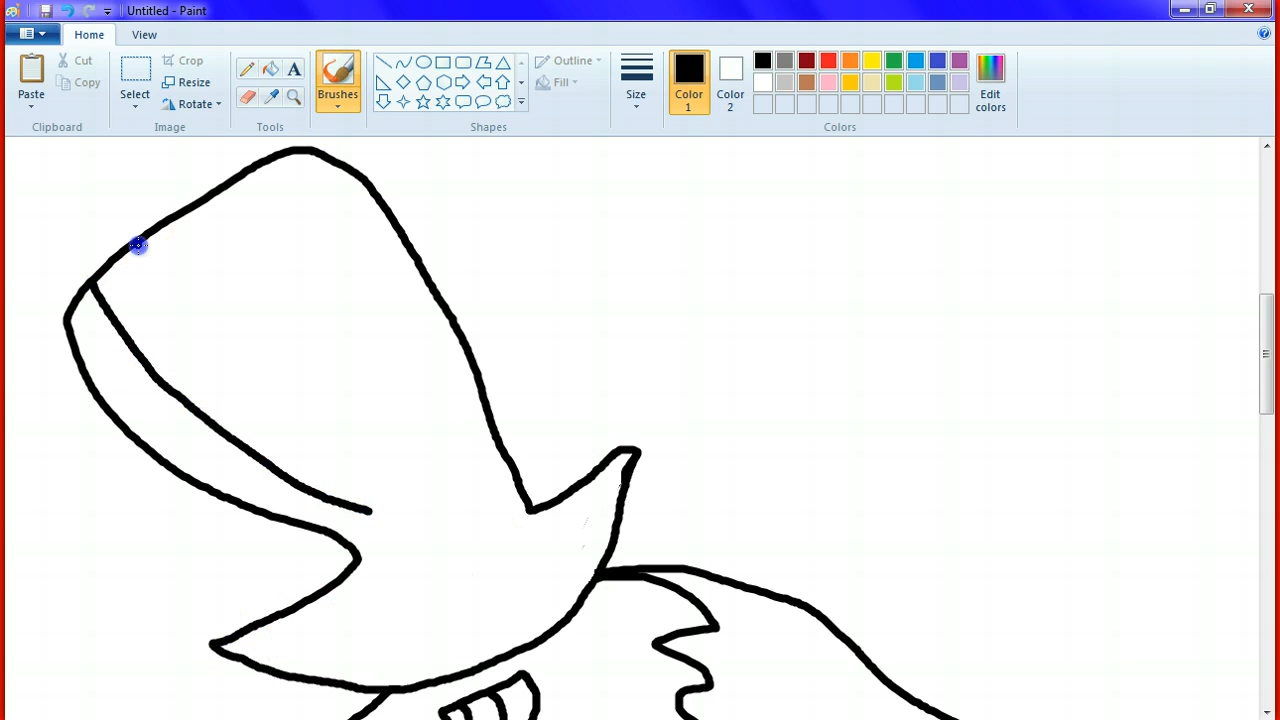 Untitled - Paint
Home View
Paste
Cut
Copy
Clipboard
Select
Crop
Resize
Rotate
Image
A
Tools
Brushes
Outline
Fill
Shapes
Size
Color 1
Color 2
Edit colors
Colors